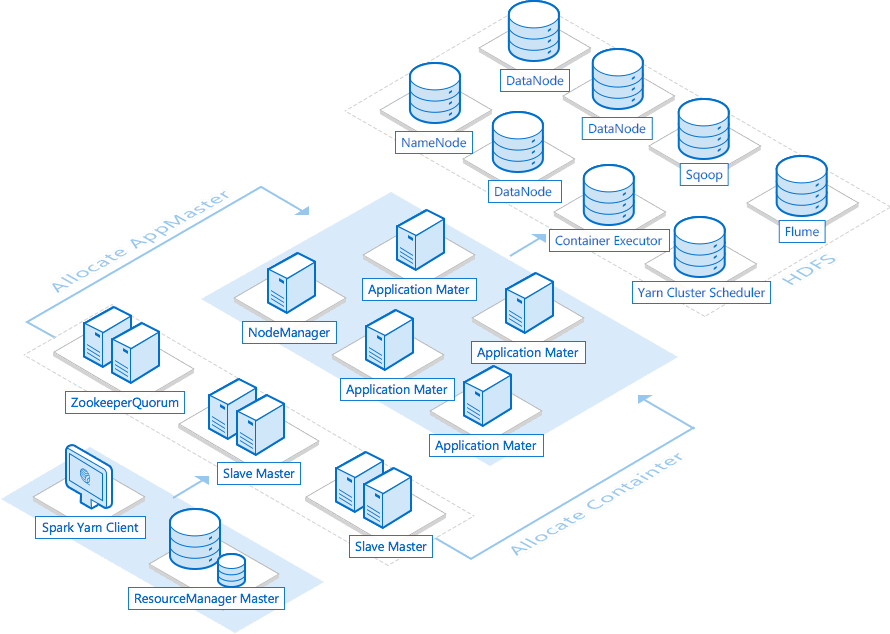 DataNode
DataNode
NameNode
Sqoop
DataNode
Flume
Container Executor
HDFS
Yarn Cluster Scheduler
Allocate AppMaster
Application Mater
NodeManager
Application Mater
Application Mater
ZookeeperQuorum
Application Mater
Slave Master
Allocate Containter
Spark Yarn Client
Slave Master
ResourceManager Master